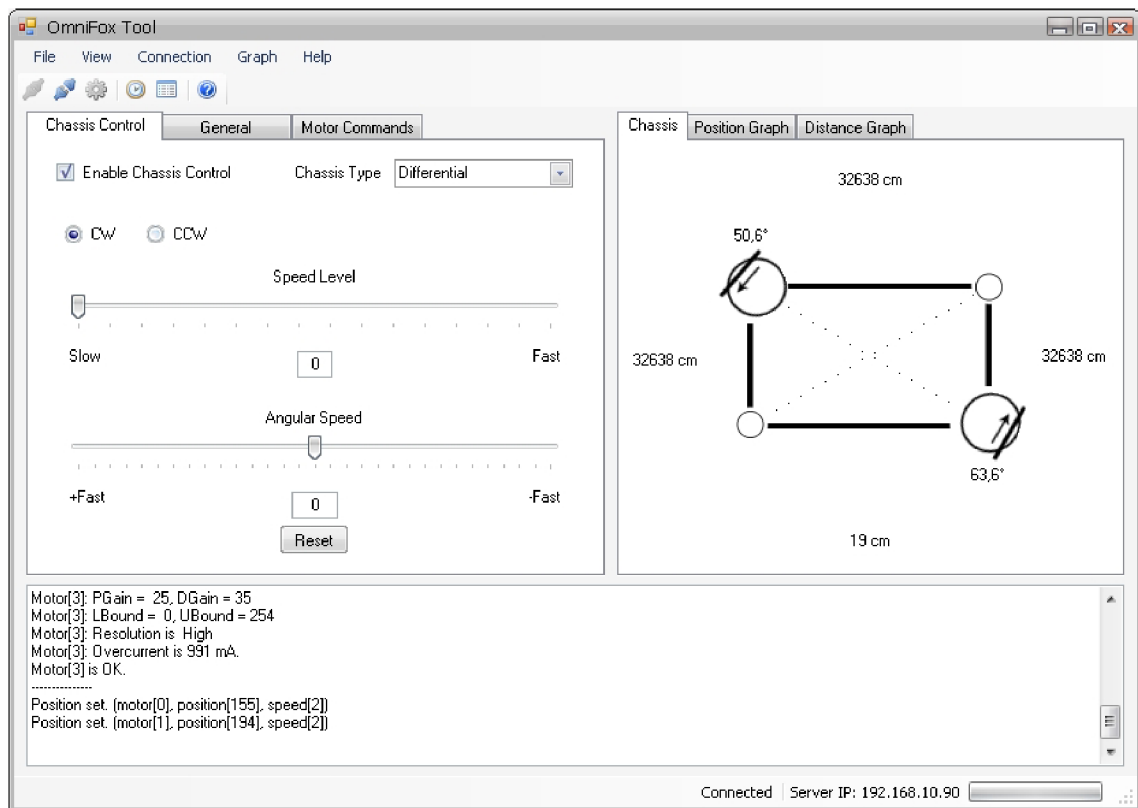 OmniFox Tool
File View Connection Graph Help
Chassis Control General Motor Commands
Enable Chassis Control Chassis Type Differential
CW CCW
Speed Level
Slow 0 Fast
Angular Speed
+Fast 0 -Fast
Reset
Chassis Position Graph Distance Graph
32638 cm
50,6°
32638 cm 32638 cm
63,6°
19 cm
Motor[3]: PGain = 25, DGain = 35
Motor[3]: LBound = 0, UBound = 254
Motor[3]: Resolution is High
Motor[3]: Overcurrent is 991 mA.
Motor[3] is OK.
---------------
Position set. (motor[0], position[155], speed[2])
Position set. (motor[1], position[194], speed[2])
Connected Server IP: 192.168.10.90